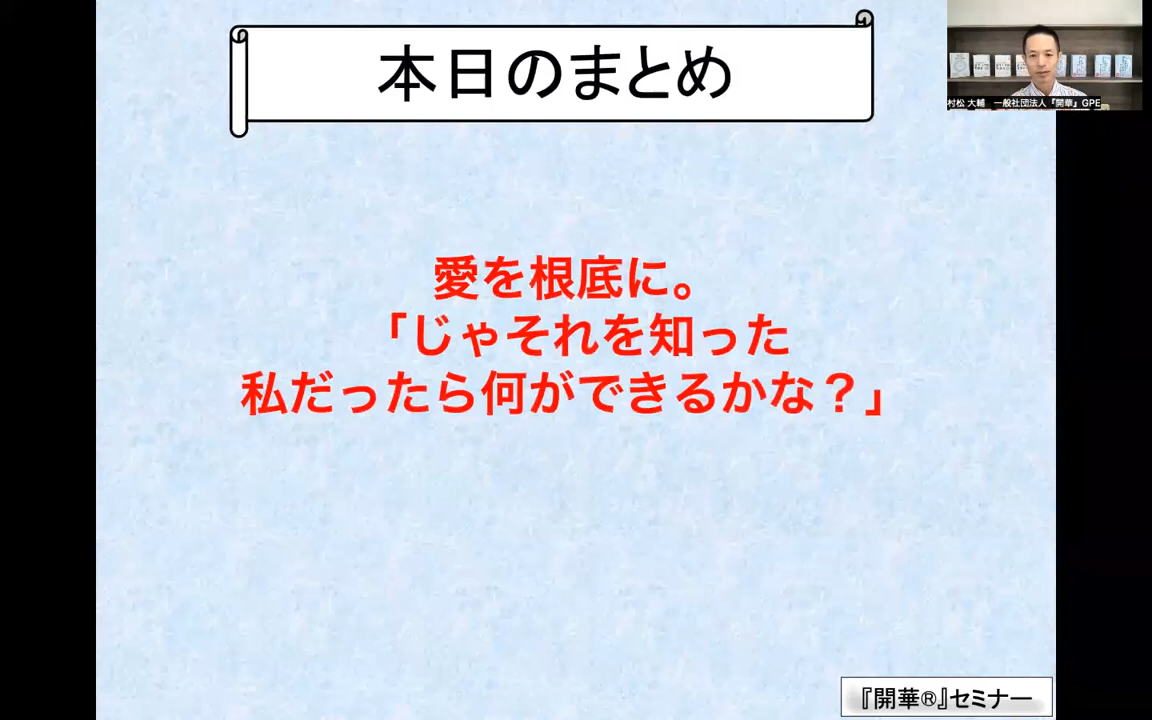 本日のまとめ
村松 大輔 一般社団法人『開華』GPE
愛を根底に。
「じゃそれを知った
私だったら何ができるかな？」
『開華®』セミナー